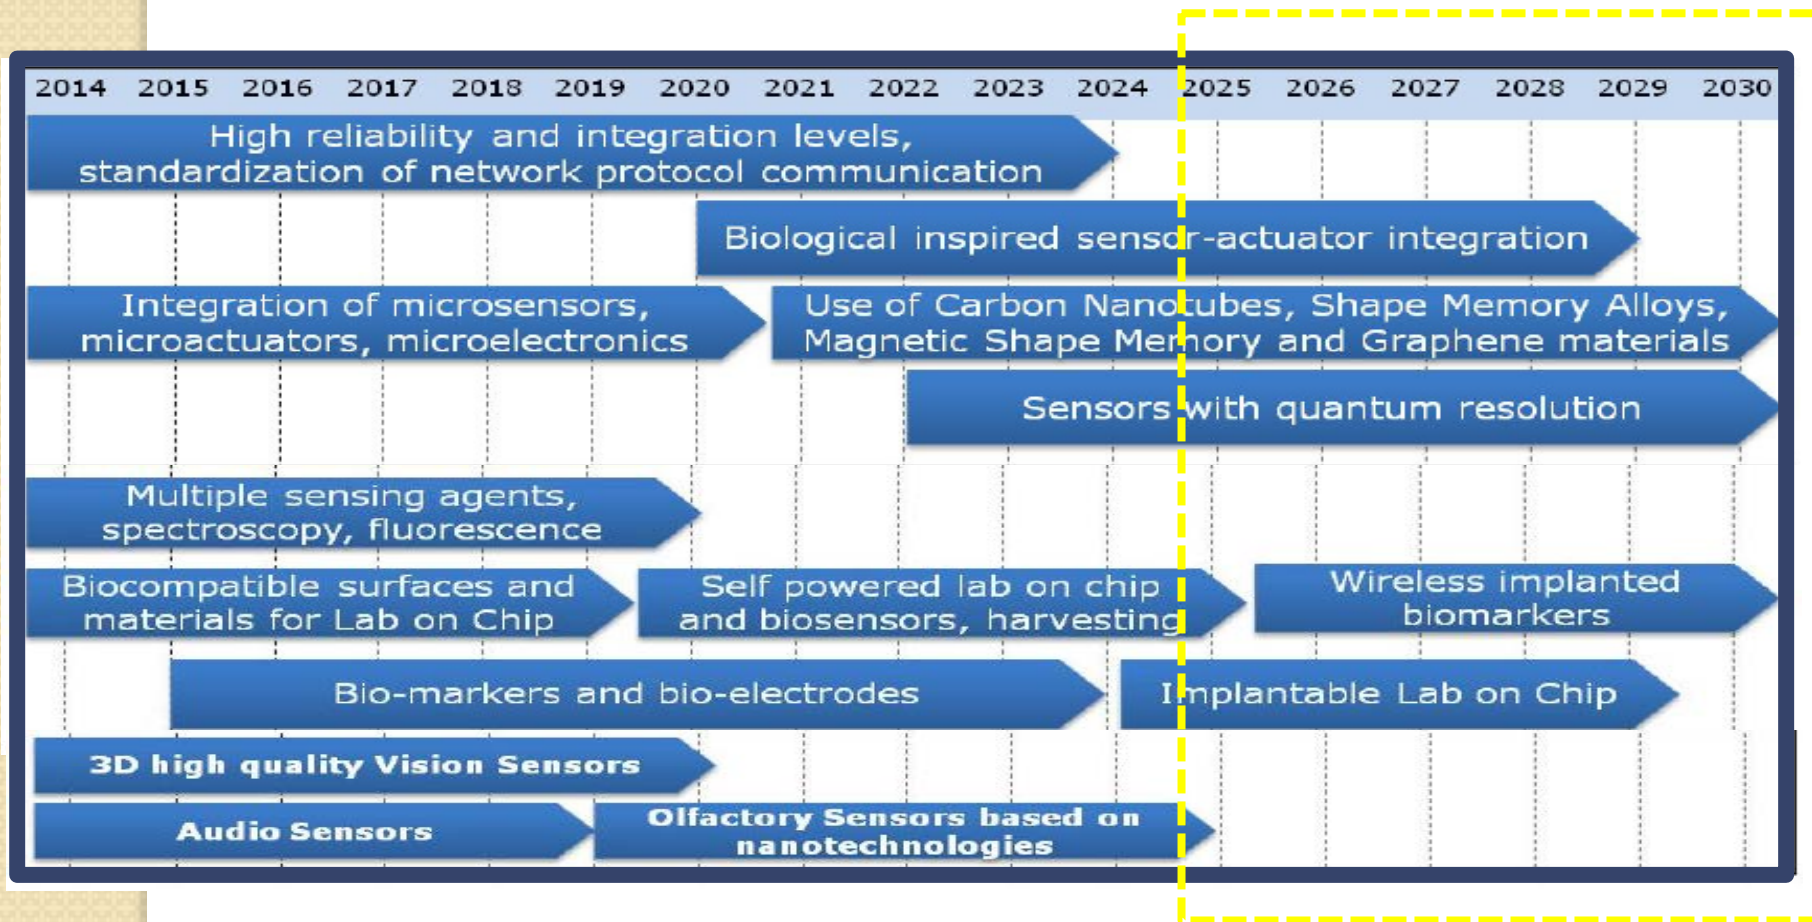 2014 2015 2016 2017 2018 2019 2020 2021 2022 2023 2024 2025 2026 2027 2028 2029 2030
High reliability and integration levels,
standardization of network protocol communication
Biological inspired sensor-actuator integration
Integration of microsensors,
microactuators, microelectronics
Use of Carbon Nanotubes, Shape Memory Alloys,
Magnetic Shape Memory and Graphene materials
Sensors with quantum resolution
Multiple sensing agents,
spectroscopy, fluorescence
Biocompatible surfaces and
materials for Lab on Chip
Self powered lab on chip
and biosensors, harvesting
Wireless implanted
biomarkers
Bio-markers and bio-electrodes
Implantable Lab on Chip
3D high quality Vision Sensors
Audio Sensors
Olfactory Sensors based on
nanotechnologies